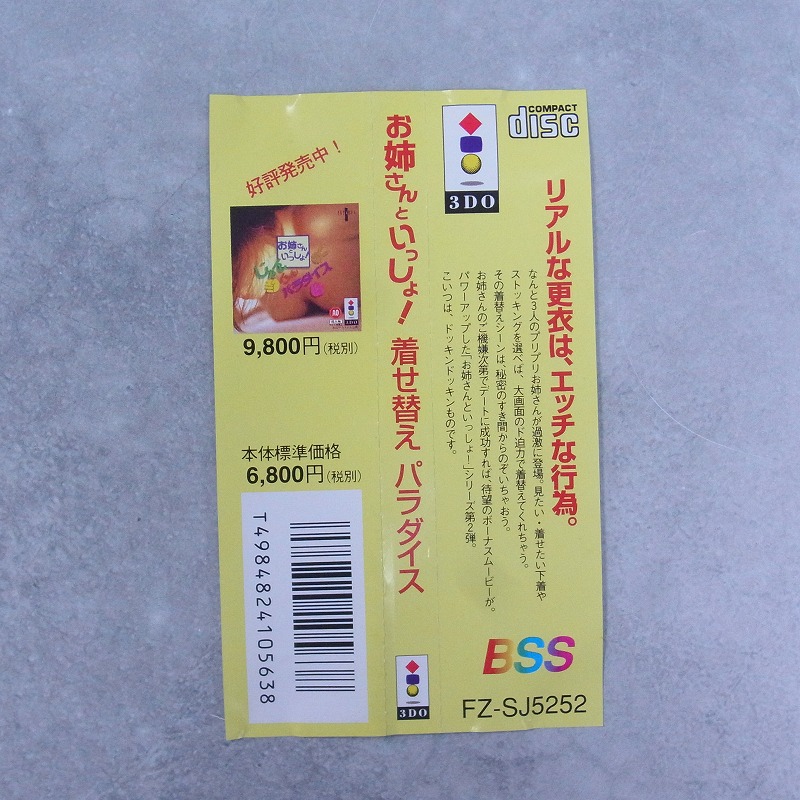 COMPACT
disc
3DO
リアルな更衣は、エッチな行為。
なんと3人のプリプリお姉さんが過激に登場。見たい・着せたい下着や
ストッキングを選べば、大画面のド迫力で着替えてくれちゃう。
その着替えシーンは、秘密のすき間からのぞいちゃおう。
お姉さんのご機嫌次第でデートに成功すれば、待望のボーナスムービーが。
パワーアップした「お姉さんといっしょ!」シリーズ第2弾。
こいつは、ドッキンドッキンものです。
BSS
FZ-SJ5252
お姉さんといっしょ! 着せ替え パラダイス
3DO
好評発売中!
お姉さん
と
いっしょ!
じゃんけん
パラダイス
3DO
9,800円(税別)
本体標準価格
6,800円(税別)
T4984824105638